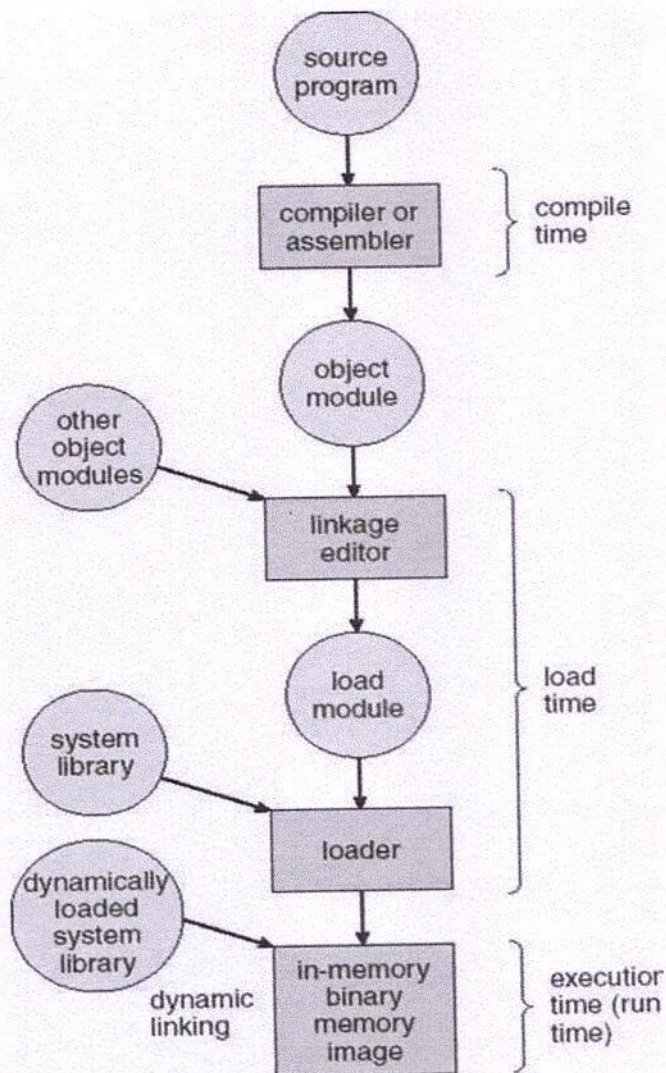 source
program
compiler or
assembler
compile
time
object
module
other
object
modules
linkage
editor
load
module
load
time
system
library
loader
dynamically
loaded
system
library
dynamic
linking
in-memory
binary
memory
image
execution
time (run
time)